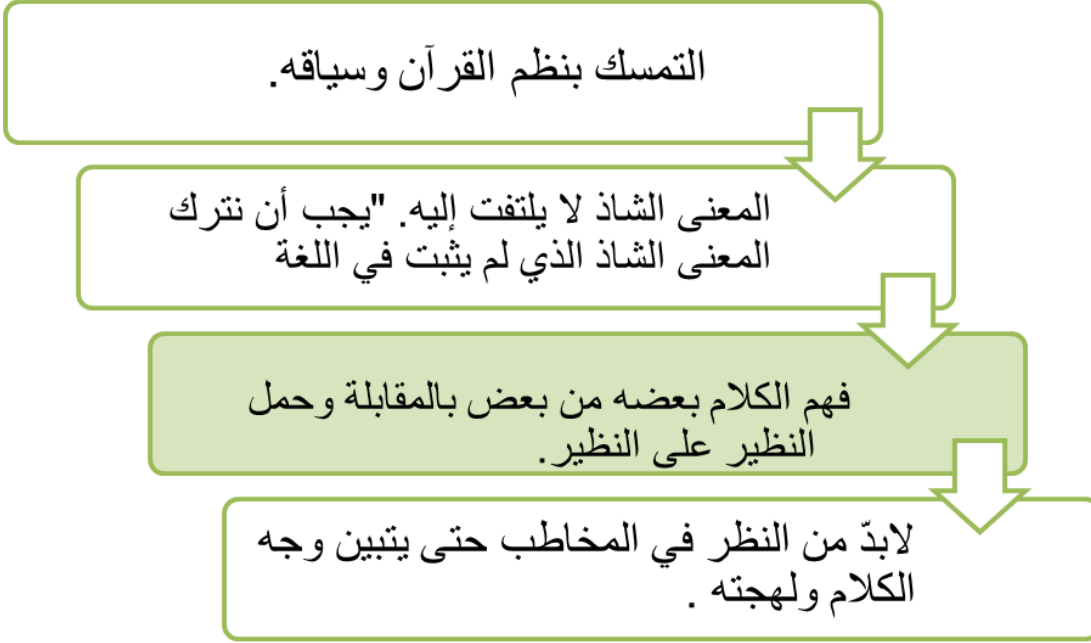 التمسك بنظم القرآن وسياقه.
المعنى الشاذ لا يلتفت إليه. "يجب أن نترك
المعنى الشاذ الذي لم يثبت في اللغة
فهم الكلام بعضه من بعض بالمقابلة وحمل
النظير على النظير.
لابدّ من النظر في المخاطب حتى يتبين وجه
الكلام ولهجته .